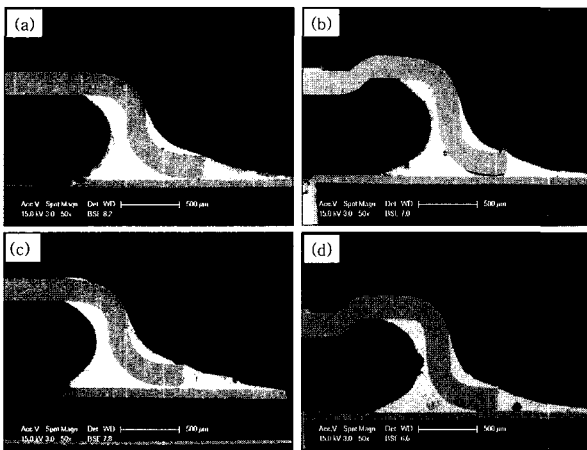 (a)
(b)
Acc.V Spot Magn Det WD 500 μm
15.0 kV 3.0 50x BSE 8.2
Acc.V Spot Magn Det WD 500 μm
15.0 kV 3.0 50x BSE 7.0
(c)
(d)
Acc.V Spot Magn Det WD 500 μm
15.0 kV 3.0 50x BSE 7.8
Acc.V Spot Magn Det WD 500 μm
15.0 kV 3.0 50x BSE 6.6